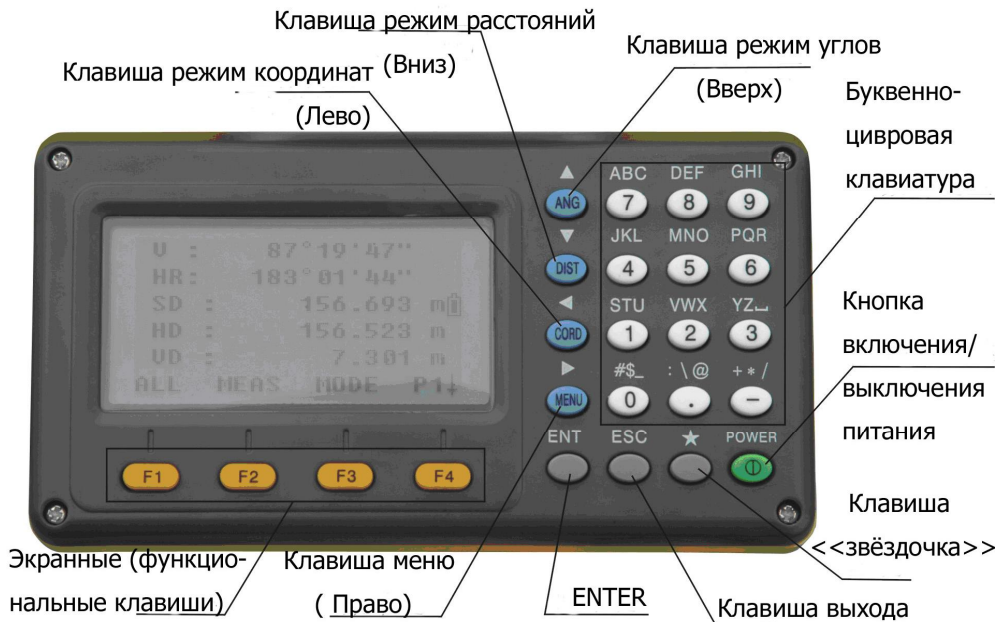 Клавиша режим расстояний
(Вниз)
Клавиша режим углов
(Вверх)
Клавиша режим координат
(Лево)
Буквенно-
цивровая
клавиатура
V : 87°19'47"
HR: 183°01'44"
SD : 156.693 m
HD : 156.523 m
VD : 7.301 m
ALL MEAS MODE P1↓
F1 F2 F3 F4
▲ ABC DEF GHI
ANG 7 8 9
▼ JKL MNO PQR
DIST 4 5 6
◀ STU VWX YZ⎵
CORD 1 2 3
▶ #$_ :\@ +*/
MENU 0 . −
ENT ESC ★ POWER
Кнопка
включения/
выключения
питания
Клавиша
<<звёздочка>>
Экранные (функцио-
нальные клавиши)
Клавиша меню
( Право)
ENTER
Клавиша выхода